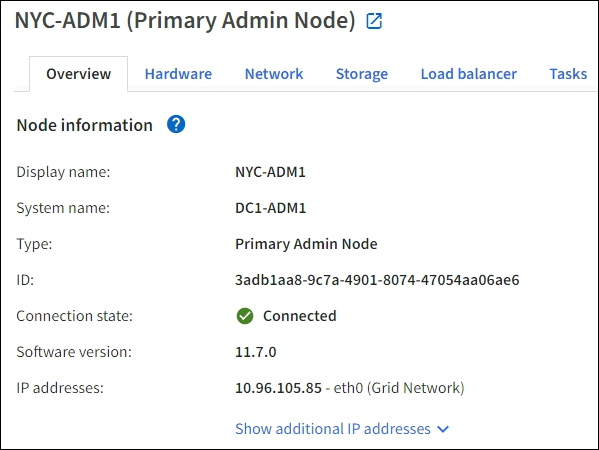 NYC-ADM1 (Primary Admin Node)
Overview Hardware Network Storage Load balancer Tasks
Node information ?
Display name: NYC-ADM1
System name: DC1-ADM1
Type: Primary Admin Node
ID: 3adb1aa8-9c7a-4901-8074-47054aa06ae6
Connection state: Connected
Software version: 11.7.0
IP addresses: 10.96.105.85 - eth0 (Grid Network)
Show additional IP addresses